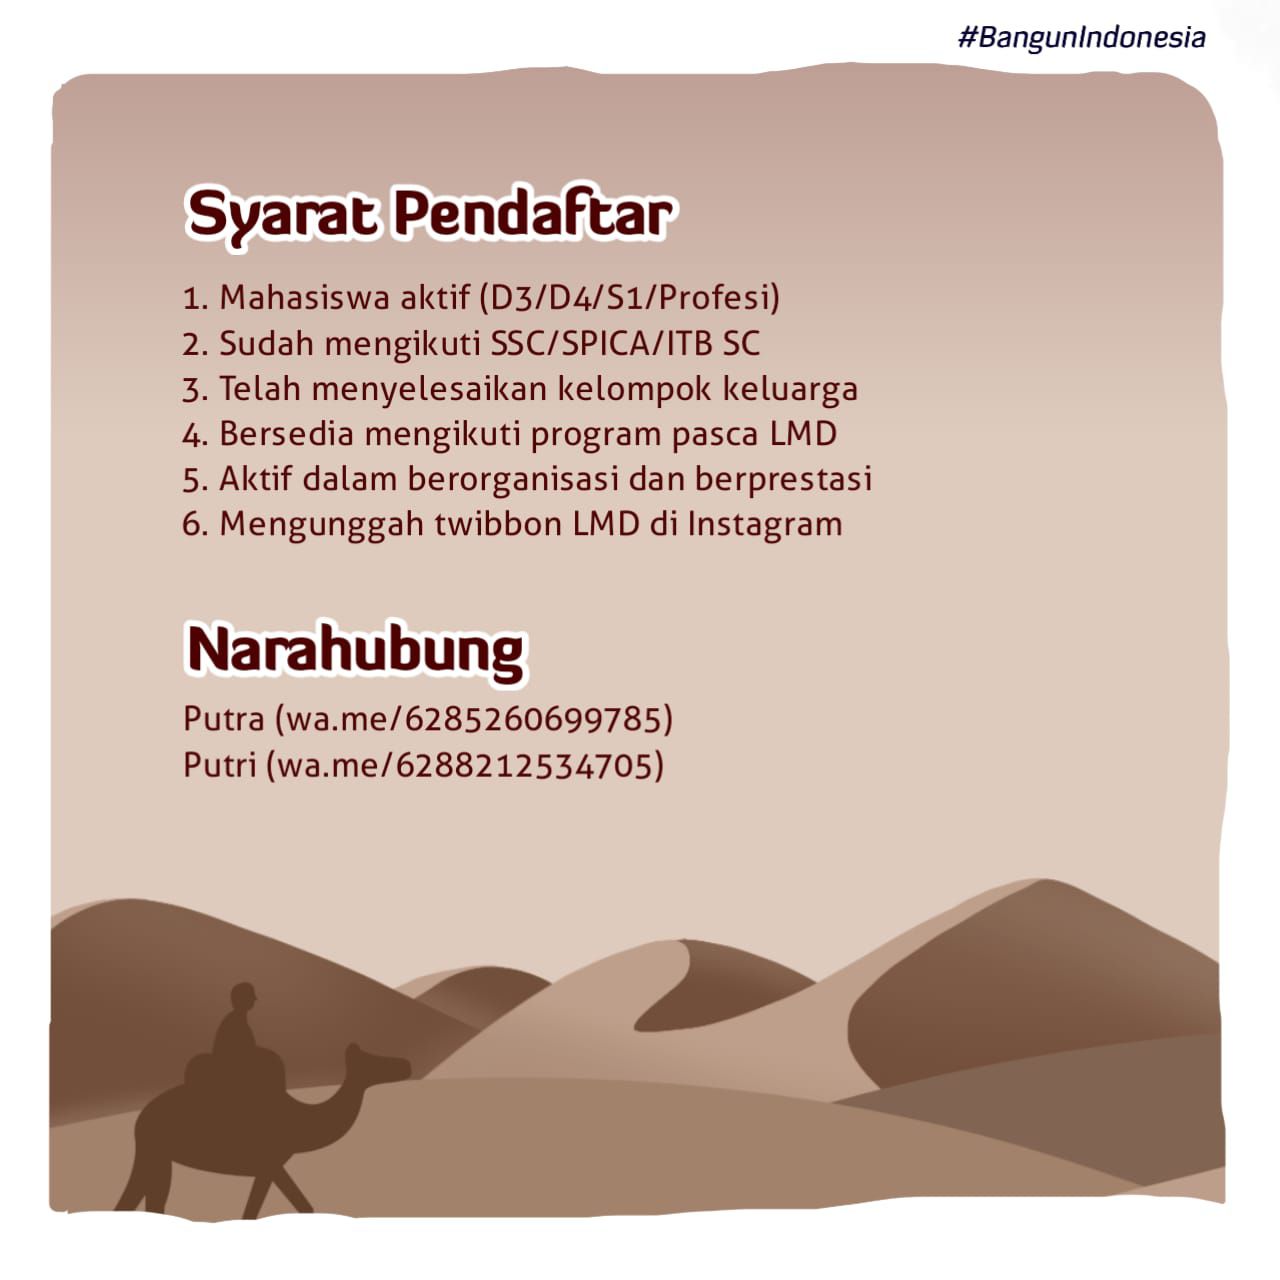 #BangunIndonesia
Syarat Pendaftar
1. Mahasiswa aktif (D3/D4/S1/Profesi)
2. Sudah mengikuti SSC/SPICA/ITB SC
3. Telah menyelesaikan kelompok keluarga
4. Bersedia mengikuti program pasca LMD
5. Aktif dalam berorganisasi dan berprestasi
6. Mengunggah twibbon LMD di Instagram
Narahubung
Putra (wa.me/6285260699785)
Putri (wa.me/6288212534705)